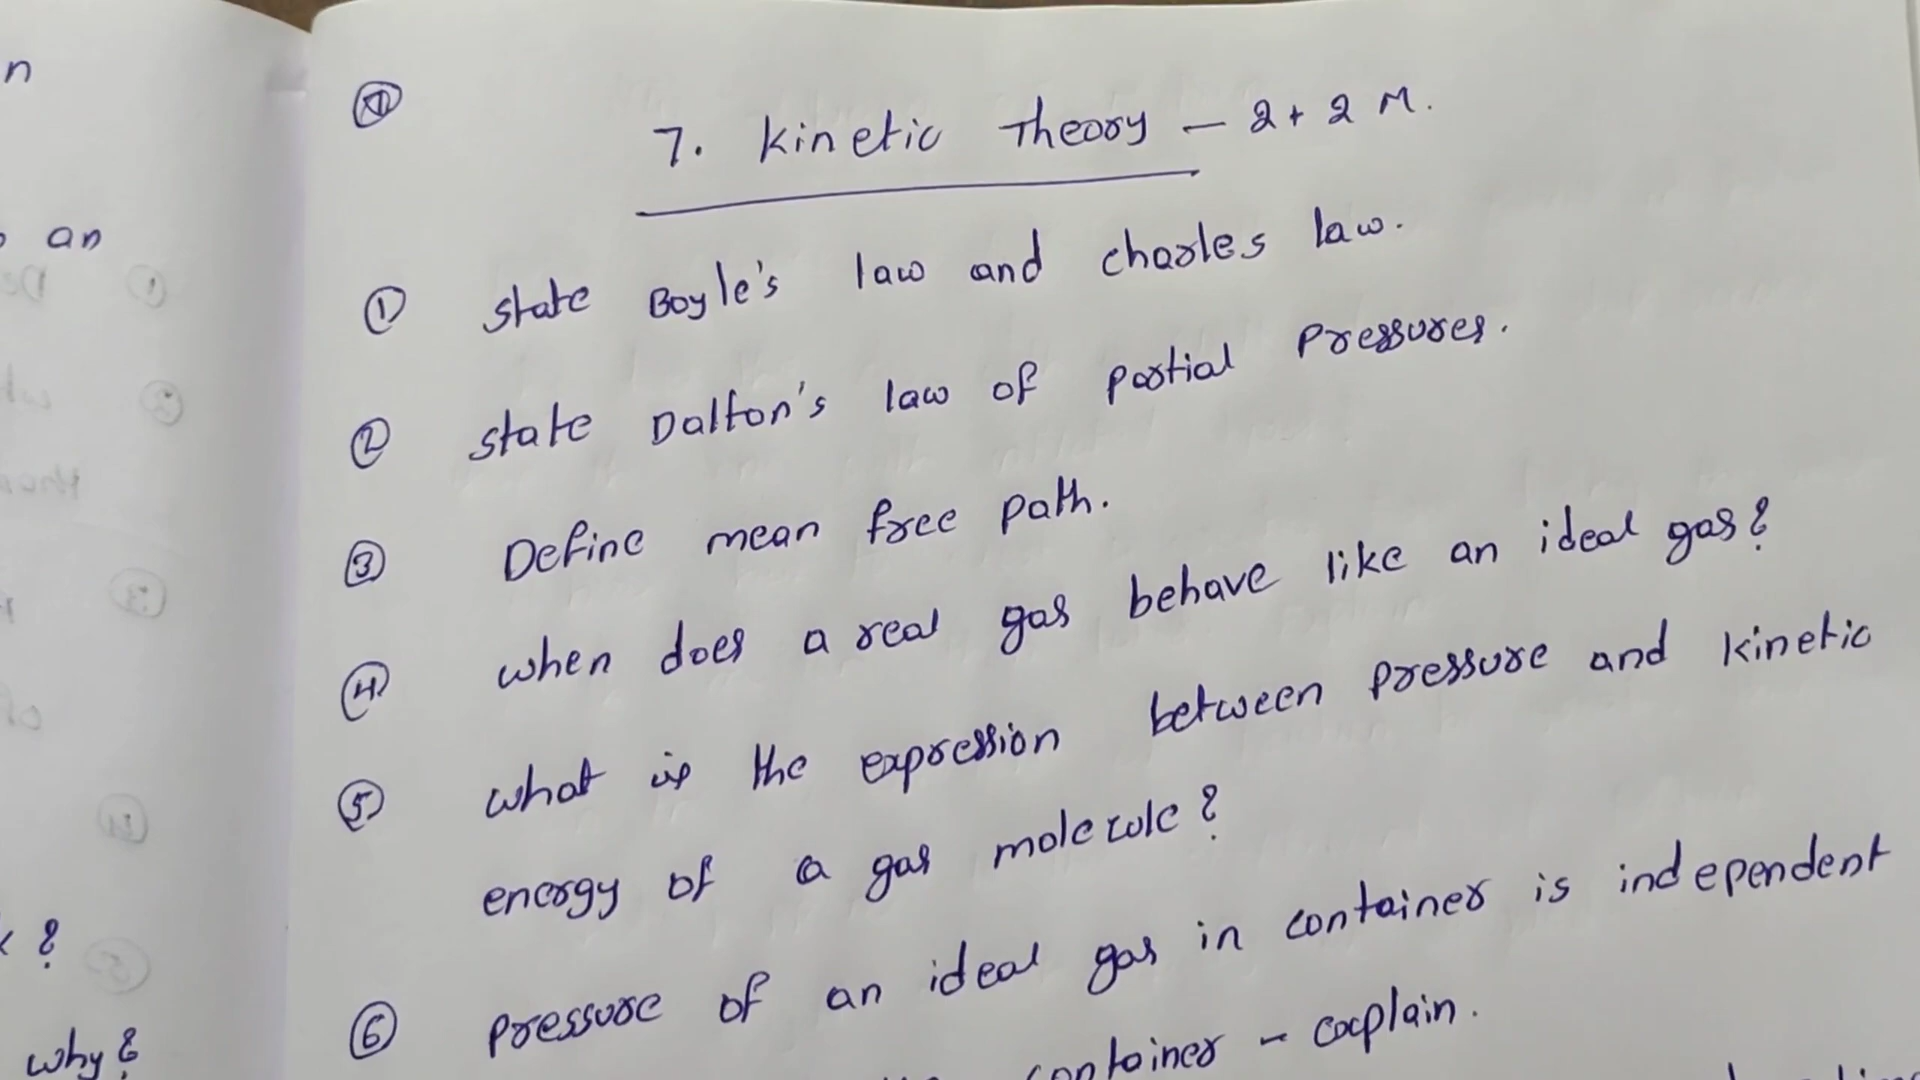 n
an
? 
why?
7. Kinetic Theory – 2 + 2 M.
① State Boyle's law and charles law.
② State Dalton's law of partial Pressures.
③ Define mean free path.
④ when does a real gas behave like an ideal gas?
⑤ what is the expression between pressure and kinetic
energy of a gas molecule?
⑥ pressure of an ideal gas in container is independent
container - explain.